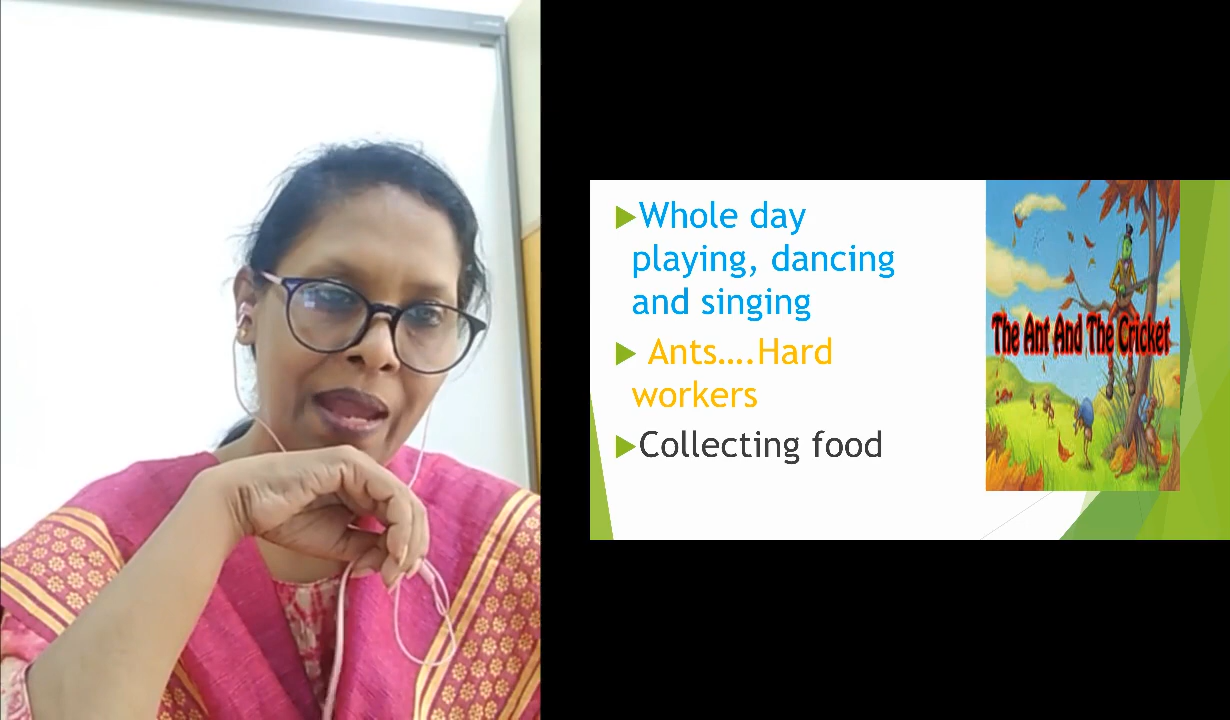 Whole day
playing, dancing
and singing
Ants....Hard
workers
Collecting food
The Ant And The Cricket